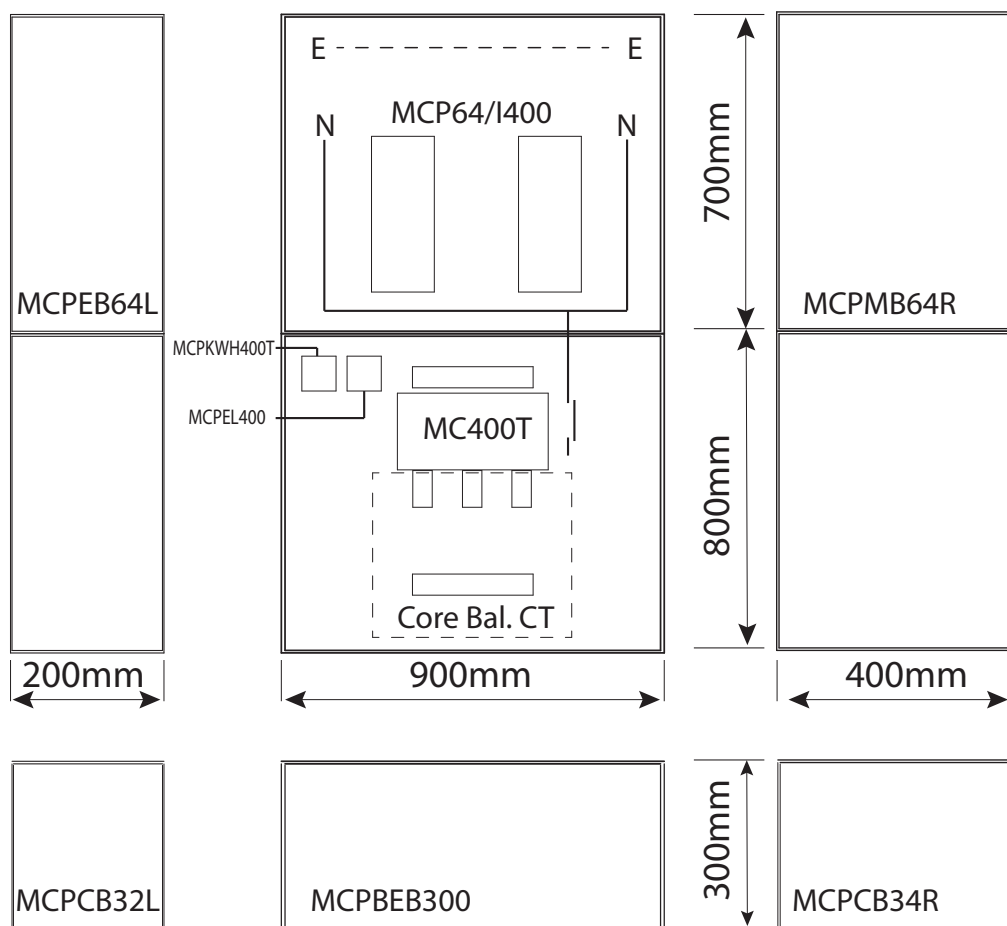 E E
MCP64/I400
N N
700mm
MCPEB64L
MCPMB64R
MCPKWH400T
MCPEL400
MC400T
800mm
Core Bal. CT
200mm
900mm
400mm
300mm
MCPCB32L
MCPBEB300
MCPCB34R